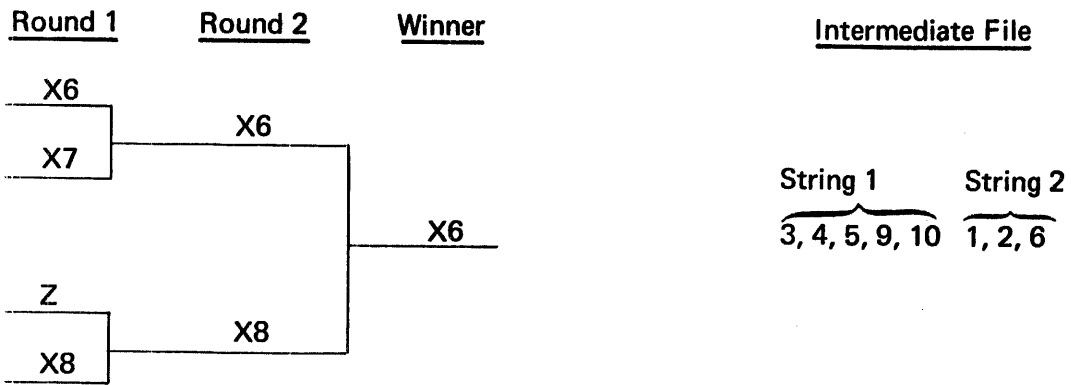 Round 1 Round 2 Winner Intermediate File
X6
X6
X7
String 1 String 2
X6
3, 4, 5, 9, 10 1, 2, 6
Z
X8
X8